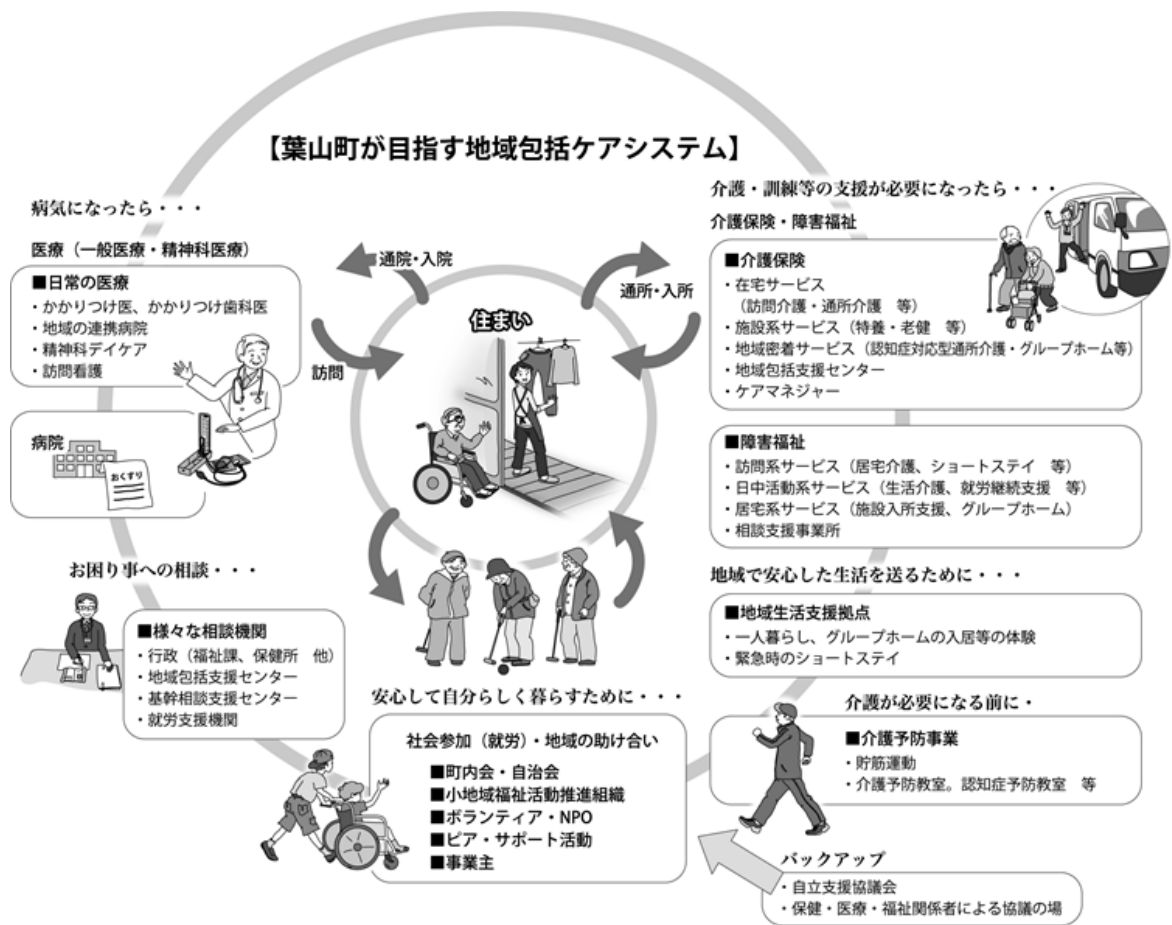 【葉山町が目指す地域包括ケアシステム】
病気になったら・・・
医療（一般医療・精神科医療）
■日常の医療
・かかりつけ医、かかりつけ歯科医
・地域の連携病院
・精神科デイケア
・訪問看護
病院
おくすり
通院・入院
訪問
住まい
通所・入所
介護・訓練等の支援が必要になったら・・・
介護保険・障害福祉
■介護保険
・在宅サービス
（訪問介護・通所介護　等）
・施設系サービス（特養・老健　等）
・地域密着サービス（認知症対応型通所介護・グループホーム等）
・地域包括支援センター
・ケアマネジャー
■障害福祉
・訪問系サービス（居宅介護、ショートステイ　等）
・日中活動系サービス（生活介護、就労継続支援　等）
・居宅系サービス（施設入所支援、グループホーム）
・相談支援事業所
お困り事への相談・・・
■様々な相談機関
・行政（福祉課、保健所　他）
・地域包括支援センター
・基幹相談支援センター
・就労支援機関
地域で安心した生活を送るために・・・
■地域生活支援拠点
・一人暮らし、グループホームの入居等の体験
・緊急時のショートステイ
安心して自分らしく暮らすために・・・
社会参加（就労）・地域の助け合い
■町内会・自治会
■小地域福祉活動推進組織
■ボランティア・NPO
■ピア・サポート活動
■事業主
介護が必要になる前に・
■介護予防事業
・貯筋運動
・介護予防教室。認知症予防教室　等
バックアップ
・自立支援協議会
・保健・医療・福祉関係者による協議の場